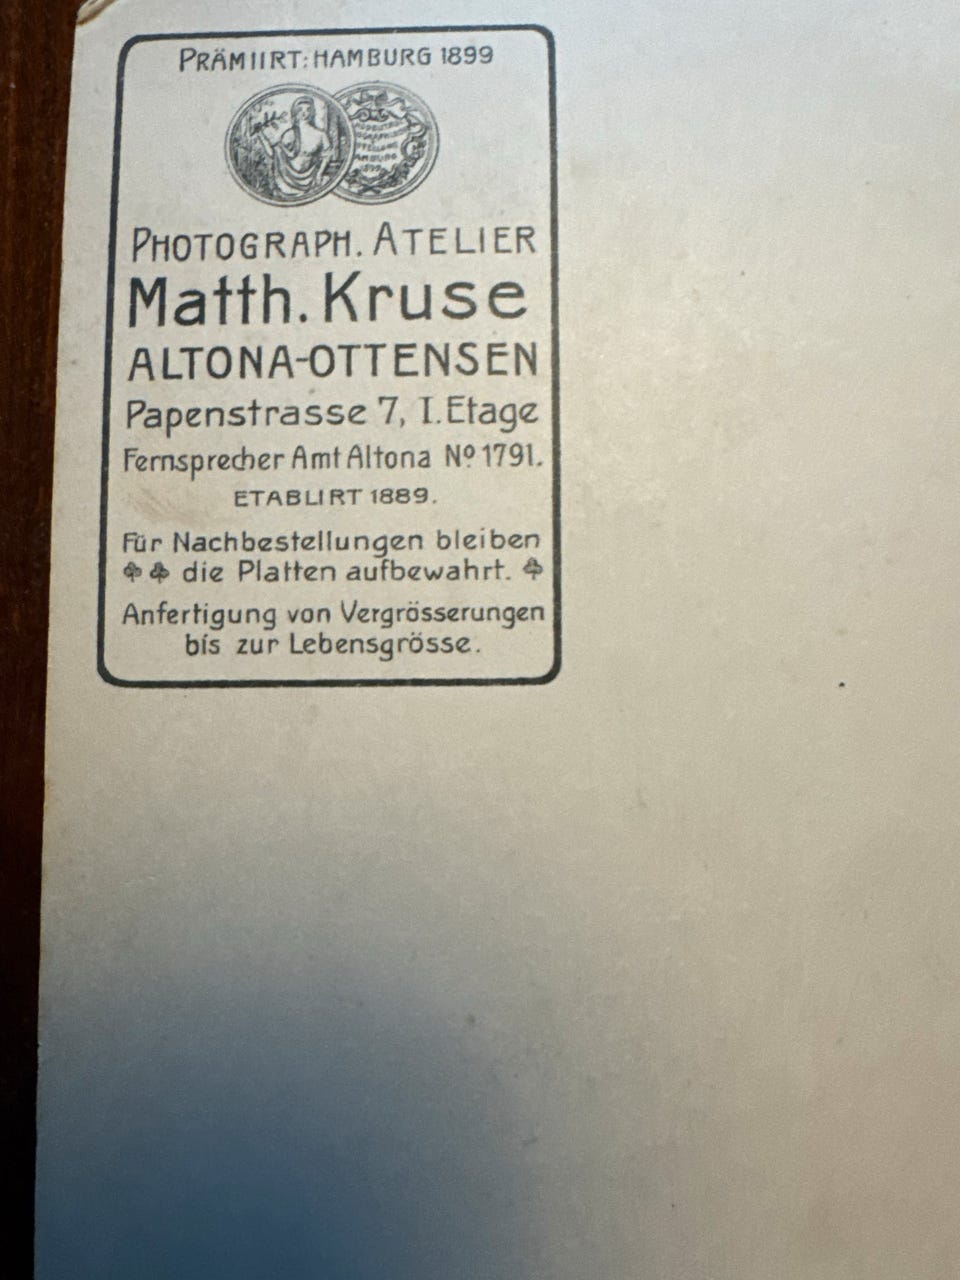 PRÄMIIRT: HAMBURG 1899
PHOTOGRAPH. ATELIER
Matth. Kruse
ALTONA-OTTENSEN
Papenstrasse 7, I. Etage
Fernsprecher Amt Altona Nº 1791.
ETABLIRT 1889.
Für Nachbestellungen bleiben
die Platten aufbewahrt.
Anfertigung von Vergrösserungen
bis zur Lebensgrösse.